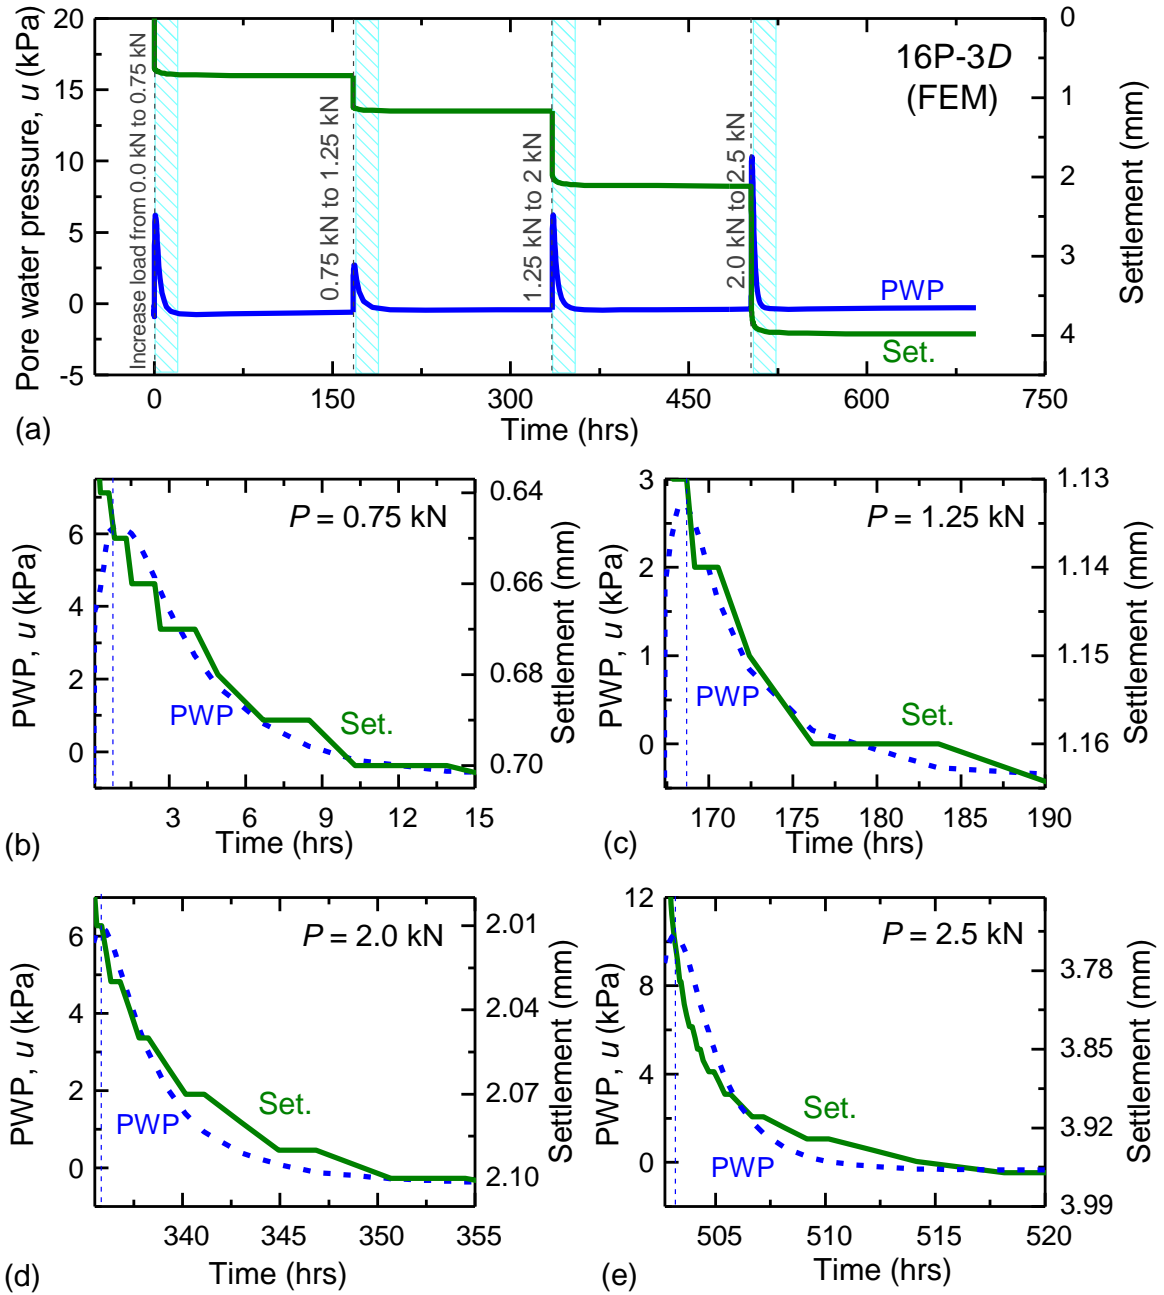 Pore water pressure, u (kPa)
20
15
10
5
0
-5
Increase load from 0.0 kN to 0.75 kN
0.75 kN to 1.25 kN
1.25 kN to 2 kN
2.0 kN to 2.5 kN
16P-3D
(FEM)
PWP
Set.
0
1
2
3
4
Settlement (mm)
0
150
300
450
600
750
Time (hrs)
(a)
PWP, u (kPa)
6
4
2
0
P = 0.75 kN
PWP
Set.
0.64
0.66
0.68
0.70
Settlement (mm)
3
6
9
12
15
Time (hrs)
(b)
PWP, u (kPa)
3
2
1
0
P = 1.25 kN
PWP
Set.
1.13
1.14
1.15
1.16
Settlement (mm)
170
175
180
185
190
Time (hrs)
(c)
PWP, u (kPa)
6
4
2
0
P = 2.0 kN
PWP
Set.
2.01
2.04
2.07
2.10
Settlement (mm)
340
345
350
355
Time (hrs)
(d)
PWP, u (kPa)
12
8
4
0
P = 2.5 kN
PWP
Set.
3.78
3.85
3.92
3.99
Settlement (mm)
505
510
515
520
Time (hrs)
(e)